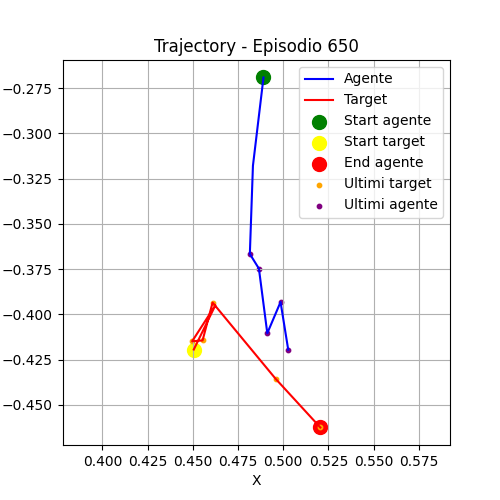 Trajectory - Episodio 650
Agente
Target
Start agente
Start target
End agente
Ultimi target
Ultimi agente
−0.275
−0.300
−0.325
−0.350
−0.375
−0.400
−0.425
−0.450
0.400 0.425 0.450 0.475 0.500 0.525 0.550 0.575
X